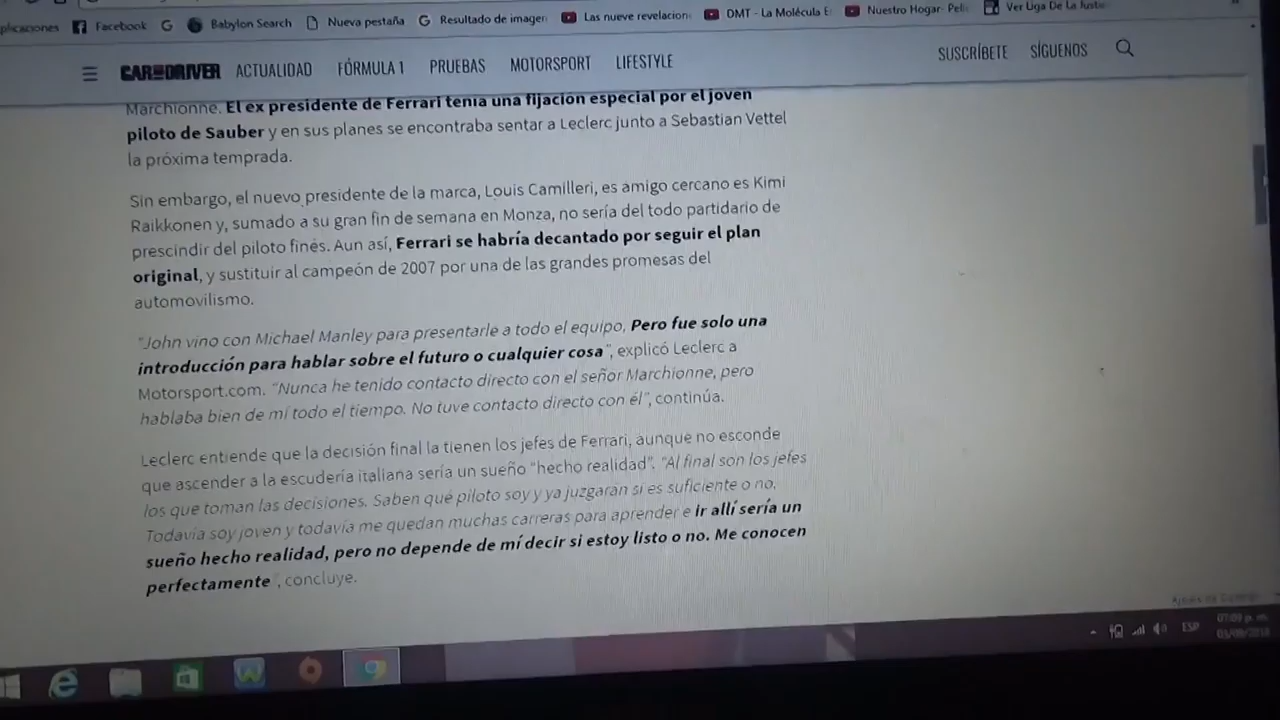 plicaciones Facebook Babylon Search Nueva pestaña Resultado de imagen Las nueve revelacion DMT - La Molécula E Nuestro Hogar- Peli Ver Liga De La Justic
CAR AND DRIVER ACTUALIDAD FÓRMULA 1 PRUEBAS MOTORSPORT LIFESTYLE SUSCRÍBETE SÍGUENOS
Marchionne. El ex presidente de Ferrari tenía una fijación especial por el joven
piloto de Sauber y en sus planes se encontraba sentar a Leclerc junto a Sebastian Vettel
la próxima temprada.
Sin embargo, el nuevo presidente de la marca, Louis Camilleri, es amigo cercano es Kimi
Raikkonen y, sumado a su gran fin de semana en Monza, no sería del todo partidario de
prescindir del piloto finés. Aun así, Ferrari se habría decantado por seguir el plan
original, y sustituir al campeón de 2007 por una de las grandes promesas del
automovilismo.
"John vino con Michael Manley para presentarle a todo el equipo, Pero fue solo una
introducción para hablar sobre el futuro o cualquier cosa", explicó Leclerc a
Motorsport.com. "Nunca he tenido contacto directo con el señor Marchionne, pero
hablaba bien de mí todo el tiempo. No tuve contacto directo con él", continúa.
Leclerc entiende que la decisión final la tienen los jefes de Ferrari, aunque no esconde
que ascender a la escudería italiana sería un sueño "hecho realidad". "Al final son los jefes
los que toman las decisiones. Saben qué piloto soy y ya juzgarán si es suficiente o no.
Todavía soy joven y todavía me quedan muchas carreras para aprender e ir allí sería un
sueño hecho realidad, pero no depende de mí decir si estoy listo o no. Me conocen
perfectamente", concluye.
ESP
07:09 p. m.